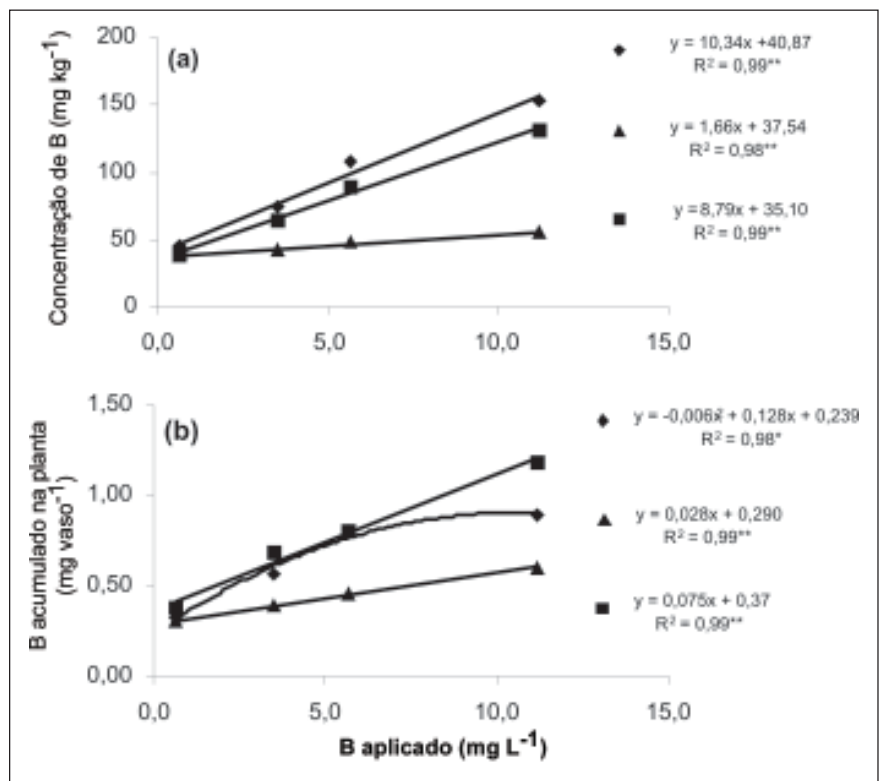 (a)
Concentração de B (mg kg⁻¹)
200
150
100
50
0
0,0 5,0 10,0 15,0
y = 10,34x +40,87
R² = 0,99**
y = 1,66x + 37,54
R² = 0,98**
y =8,79x + 35,10
R² = 0,99**
(b)
B acumulado na planta
(mg vaso⁻¹)
1,50
1,00
0,50
0,00
0,0 5,0 10,0 15,0
B aplicado (mg L⁻¹)
y = -0,006x² + 0,128x + 0,239
R² = 0,98*
y = 0,028x + 0,290
R² = 0,99**
y = 0,075x + 0,37
R² = 0,99**